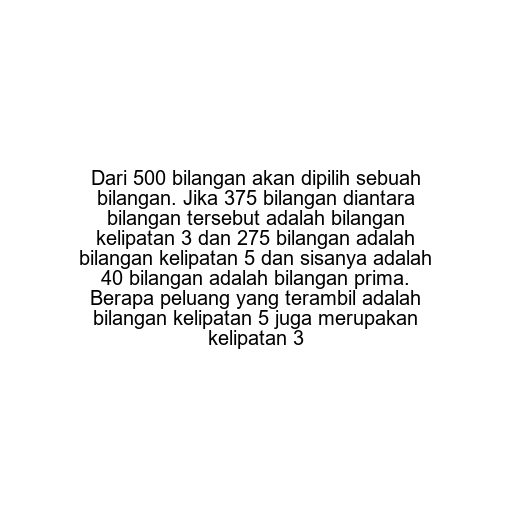 Dari 500 bilangan akan dipilih sebuah
bilangan. Jika 375 bilangan diantara
bilangan tersebut adalah bilangan
kelipatan 3 dan 275 bilangan adalah
bilangan kelipatan 5 dan sisanya adalah
40 bilangan adalah bilangan prima.
Berapa peluang yang terambil adalah
bilangan kelipatan 5 juga merupakan
kelipatan 3